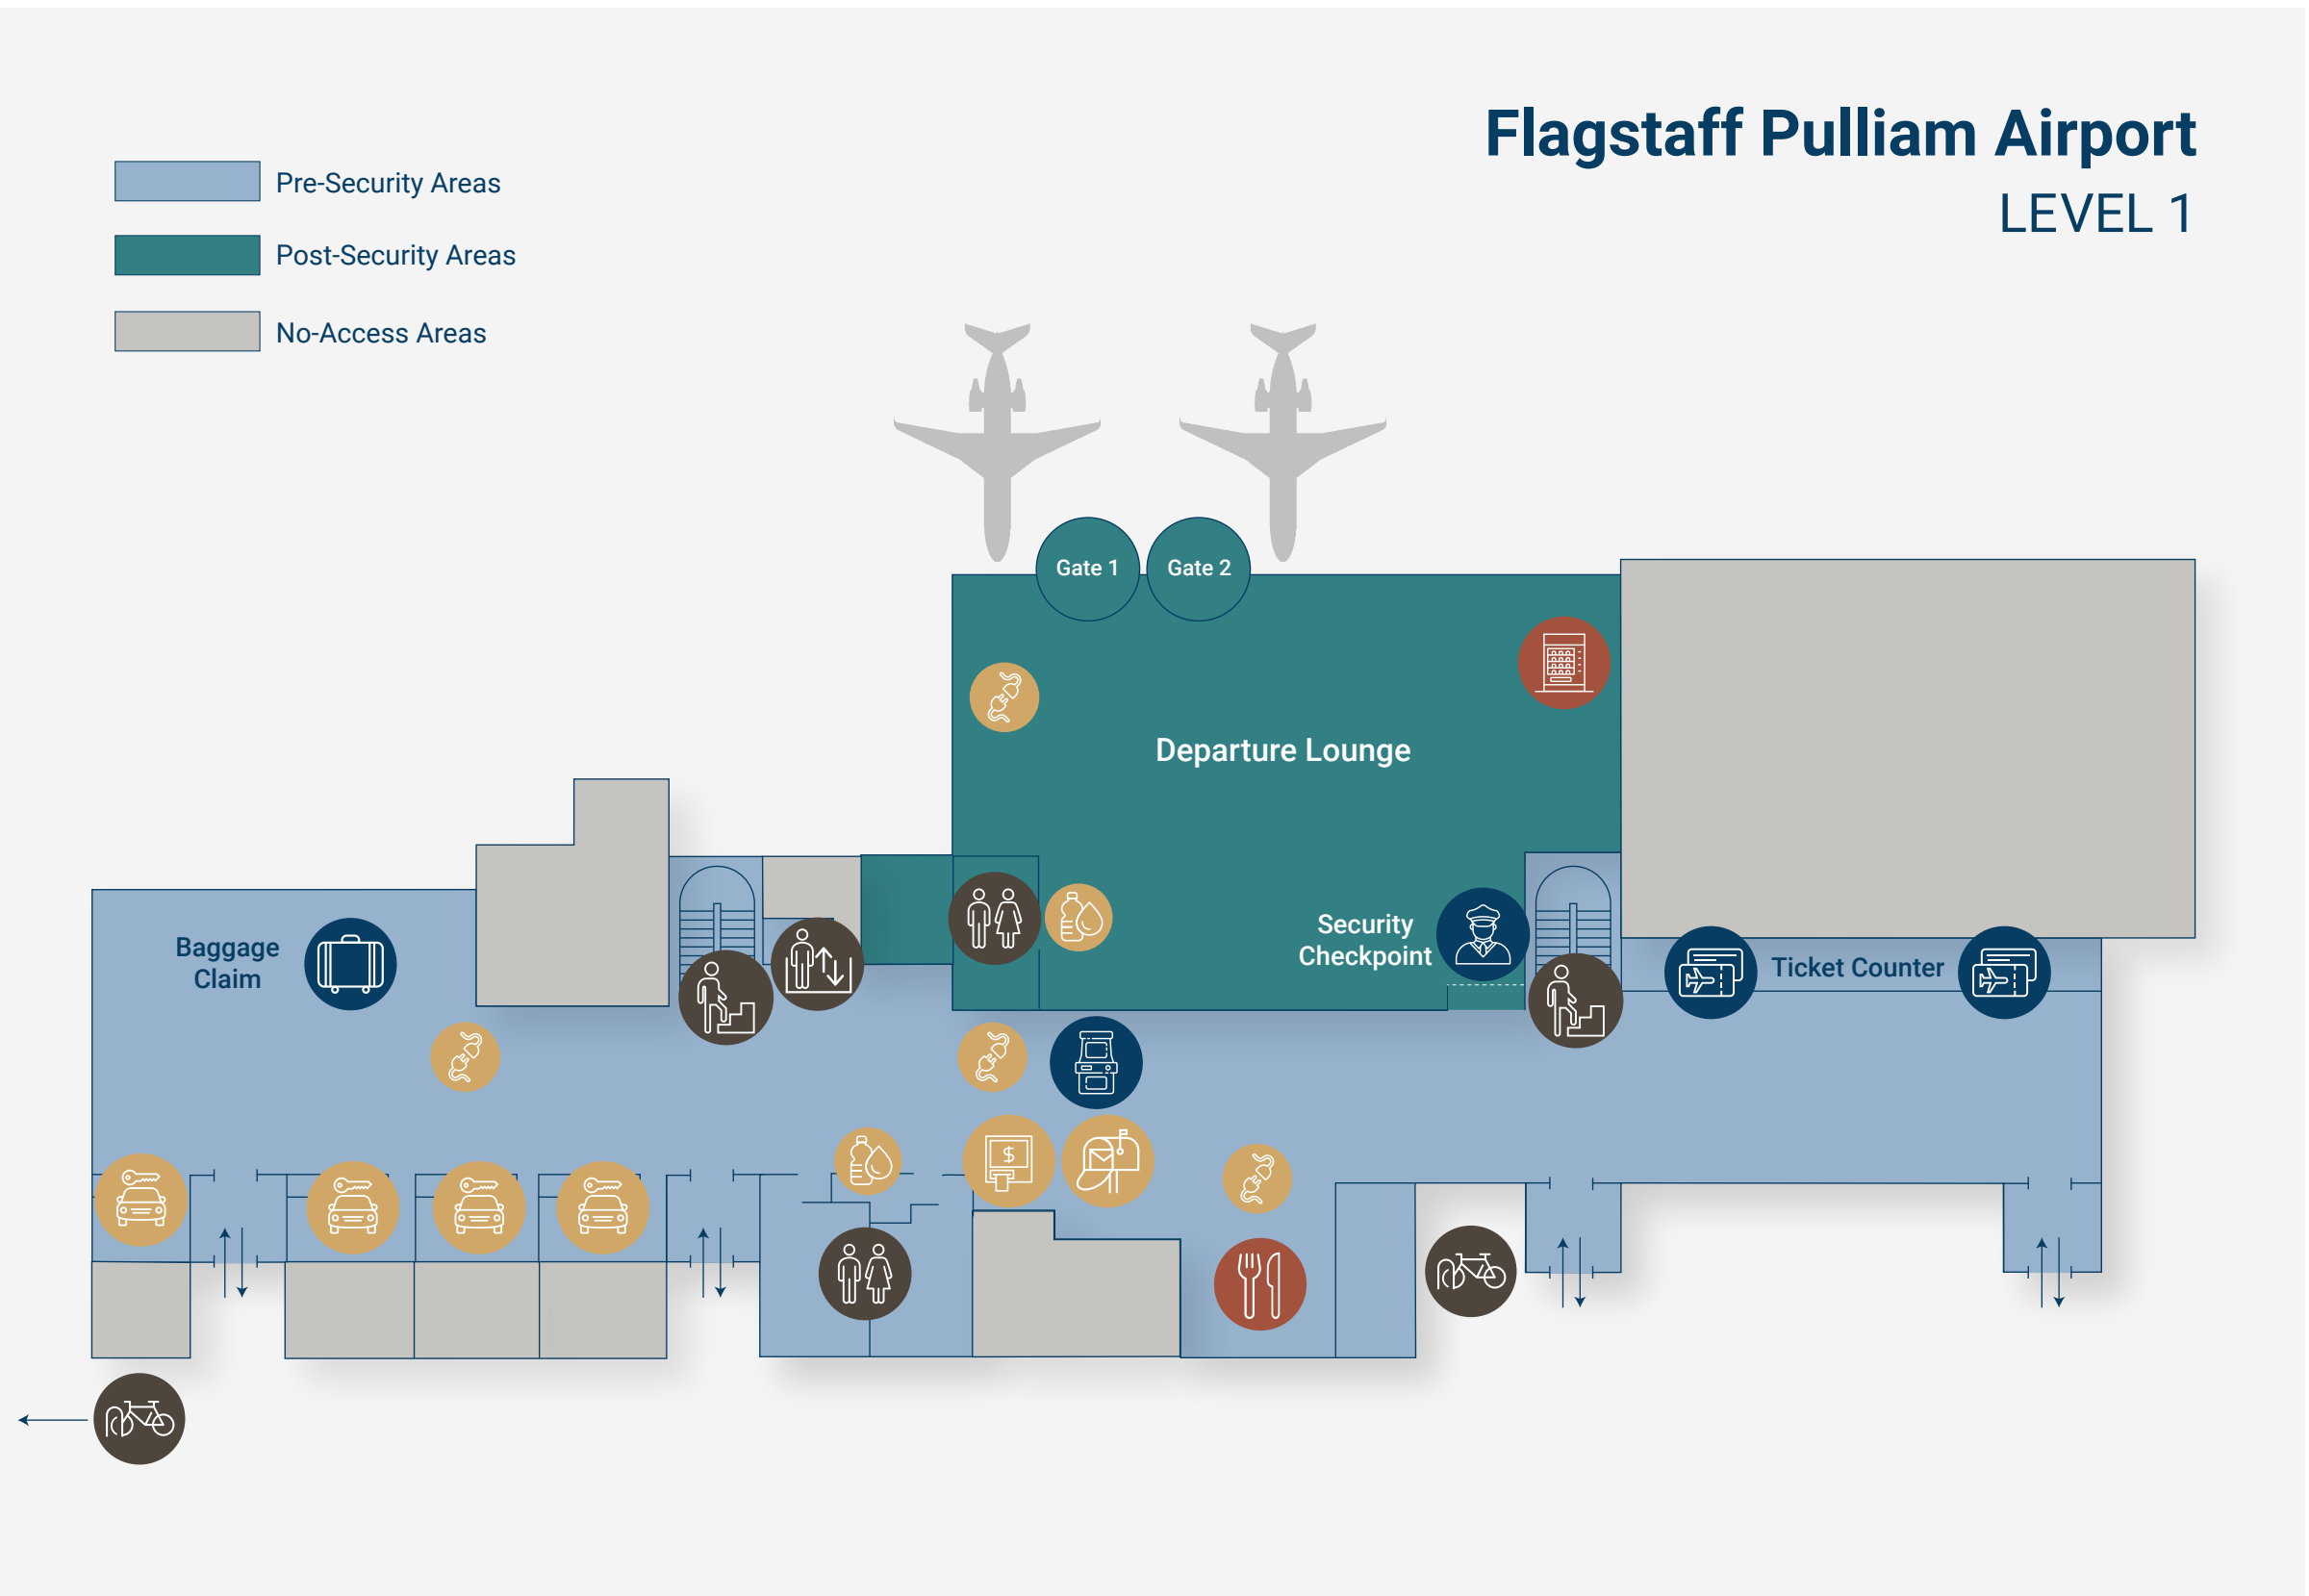 Flagstaff Pulliam Airport
LEVEL 1
Pre-Security Areas
Post-Security Areas
No-Access Areas
Gate 1
Gate 2
Departure Lounge
Security
Checkpoint
Baggage
Claim
Ticket Counter
$